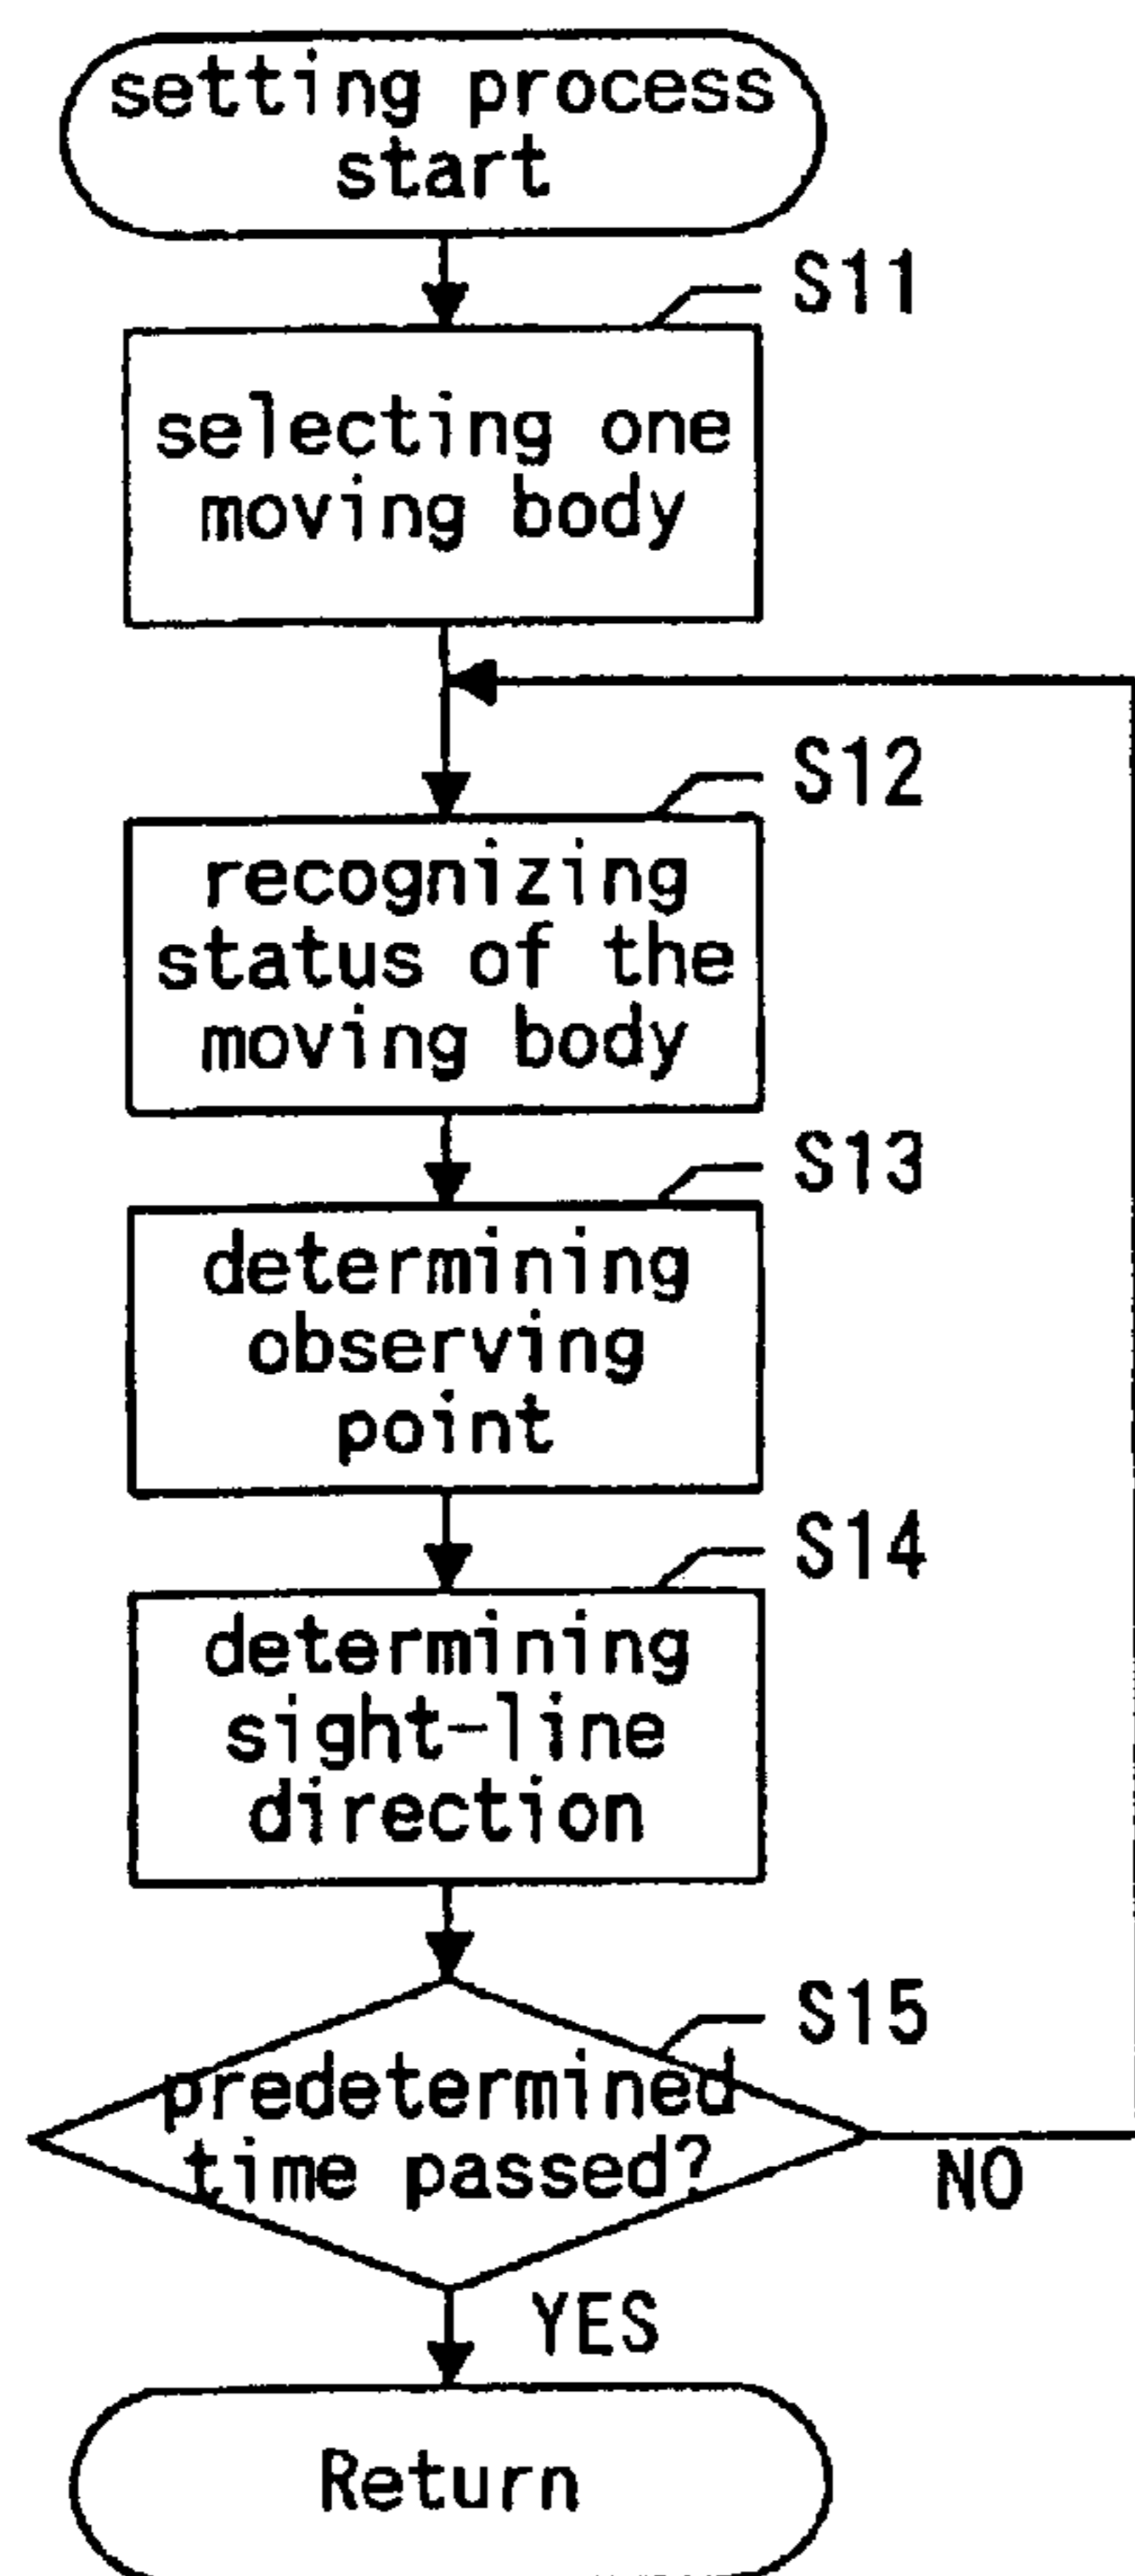 setting process
start
S11
selecting one
moving body
S12
recognizing
status of the
moving body
S13
determining
observing
point
S14
determining
sight-line
direction
S15
predetermined
time passed?
NO
YES
Return